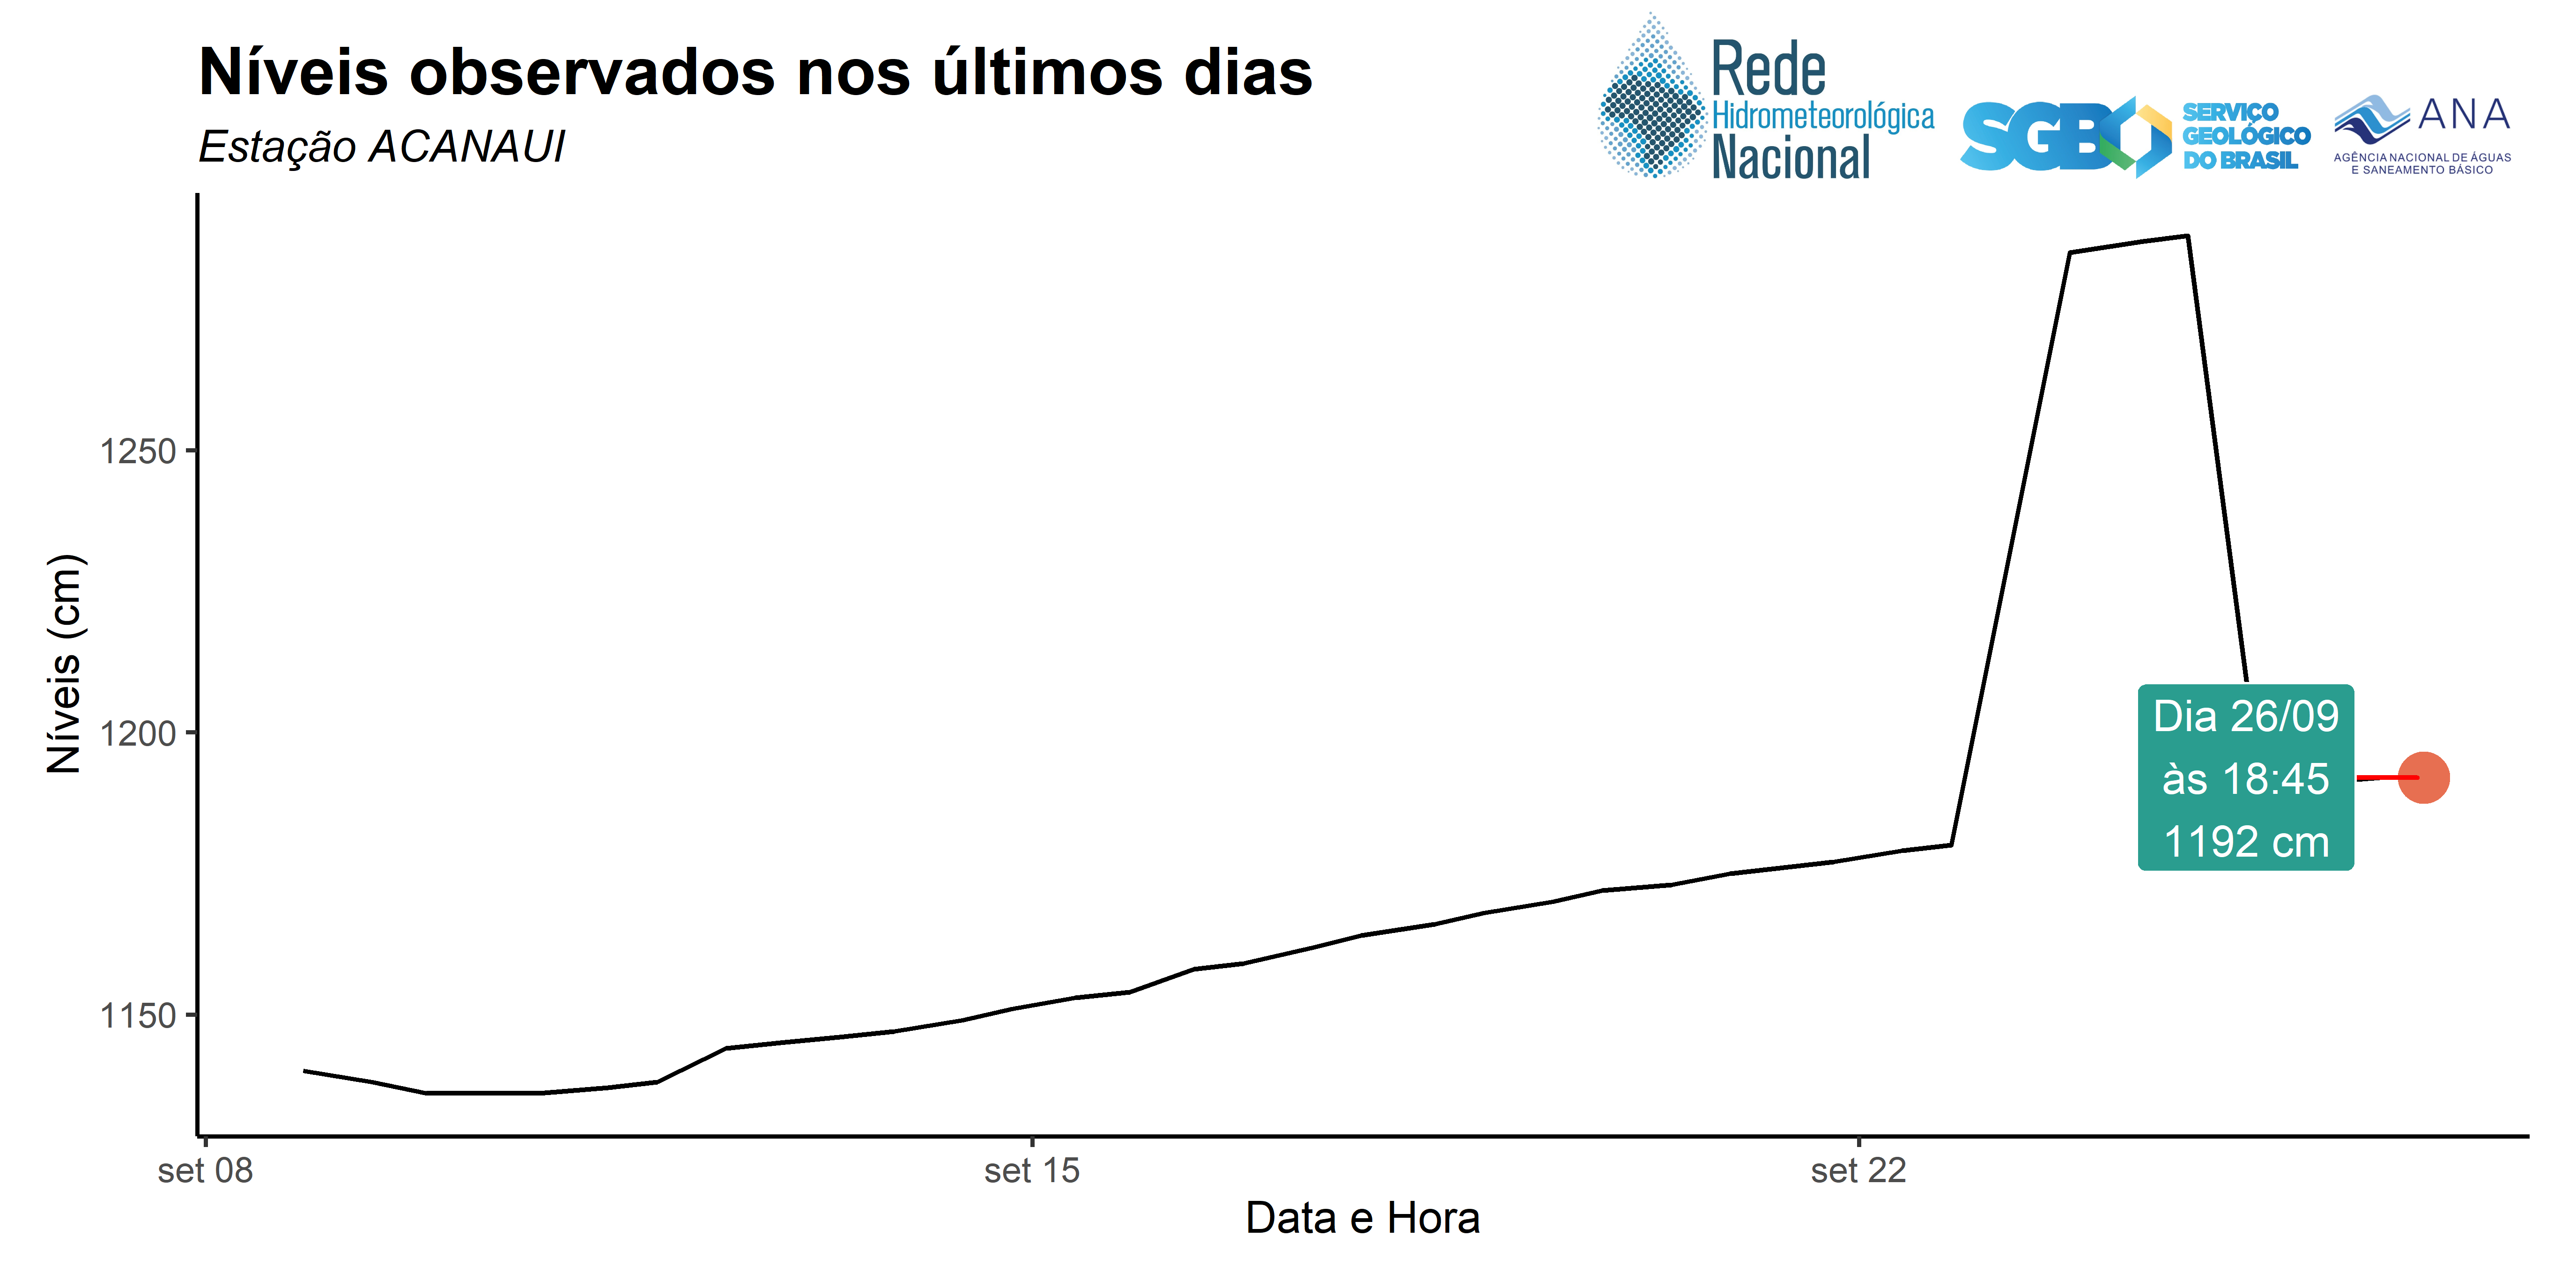 Níveis observados nos últimos dias
Estação ACANAUI
Rede
Hidrometeorológica
Nacional
SGB
SERVIÇO
GEOLÓGICO
DO BRASIL
ANA
AGÊNCIA NACIONAL DE ÁGUAS
E SANEAMENTO BÁSICO
Níveis (cm)
1250
1200
1150
Dia 26/09
às 18:45
1192 cm
set 08
set 15
set 22
Data e Hora